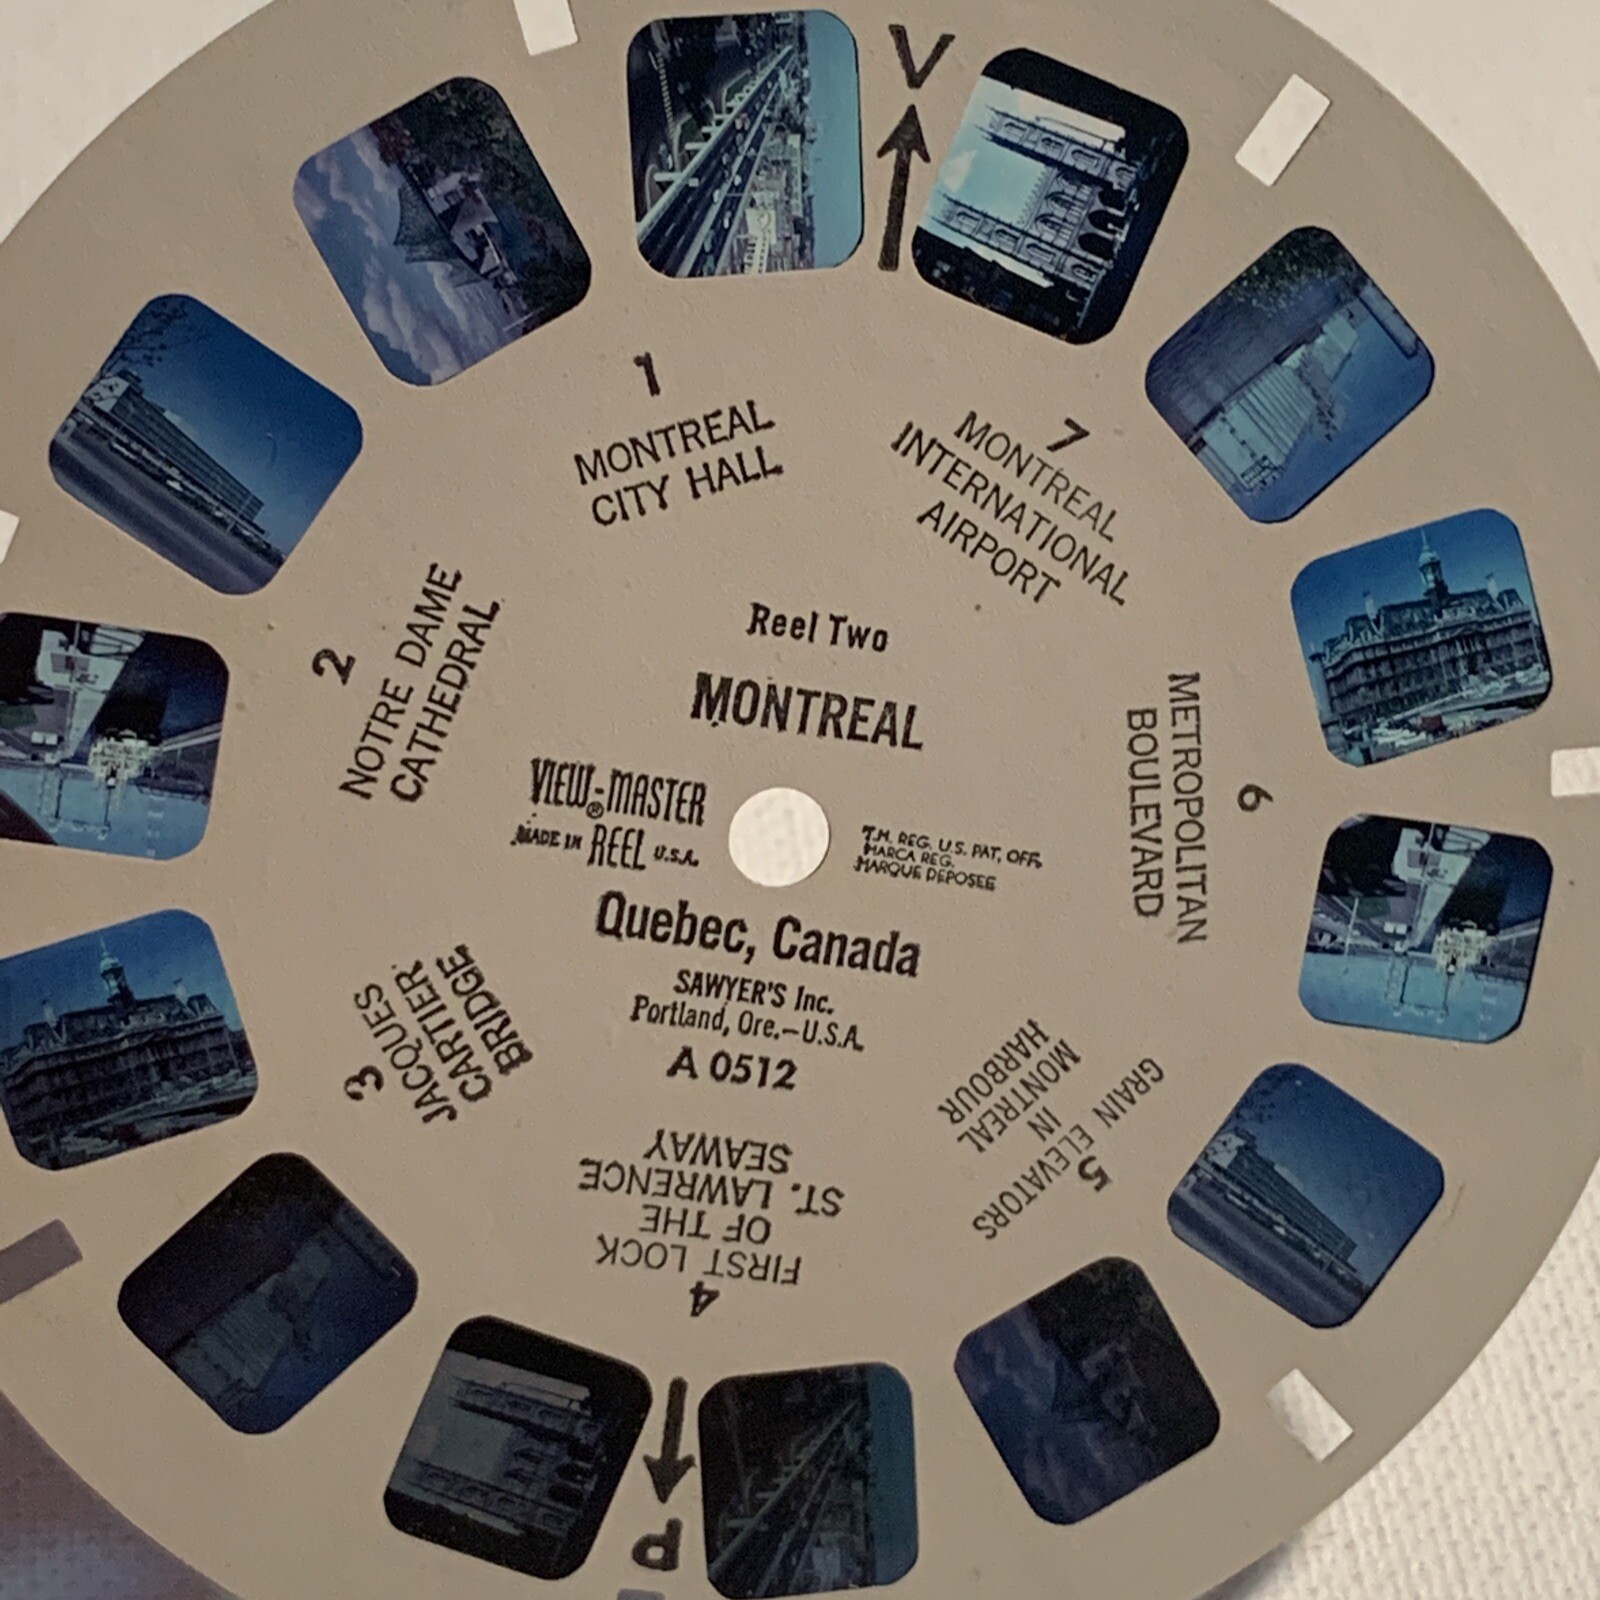 V
1
MONTREAL
CITY HALL
7
MONTREAL
INTERNATIONAL
AIRPORT
2
NOTRE DAME
CATHEDRAL
Reel Two
MONTREAL
VIEW-MASTER®
MADE IN REEL U.S.A.
T.M. REG. U.S. PAT, OFF.
MARCA REG.
MARQUE DEPOSEE
Quebec, Canada
SAWYER'S Inc.
Portland, Ore.-U.S.A.
A 0512
6
METROPOLITAN
BOULEVARD
3
JACQUES
CARTIER
BRIDGE
4
FIRST LOCK
OF THE
ST. LAWRENCE
SEAWAY
5
GRAIN ELEVATORS
IN
MONTREAL
HARBOUR
P